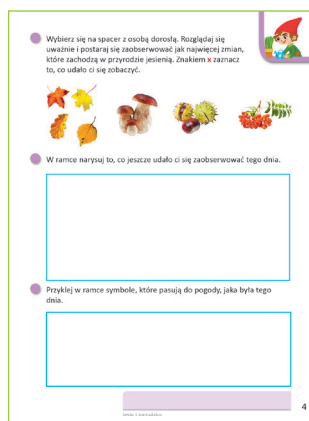 Wybierz się na spacer z osobą dorosłą. Rozglądaj się
uważnie i postaraj się zaobserwować jak najwięcej zmian,
które zachodzą w przyrodzie jesienią. Znakiem x zaznacz
to, co udało ci się zobaczyć.
W ramce narysuj to, co jeszcze udało ci się zaobserwować tego dnia.
Przyklej w ramce symbole, które pasują do pogody, jaka była tego
dnia.
4